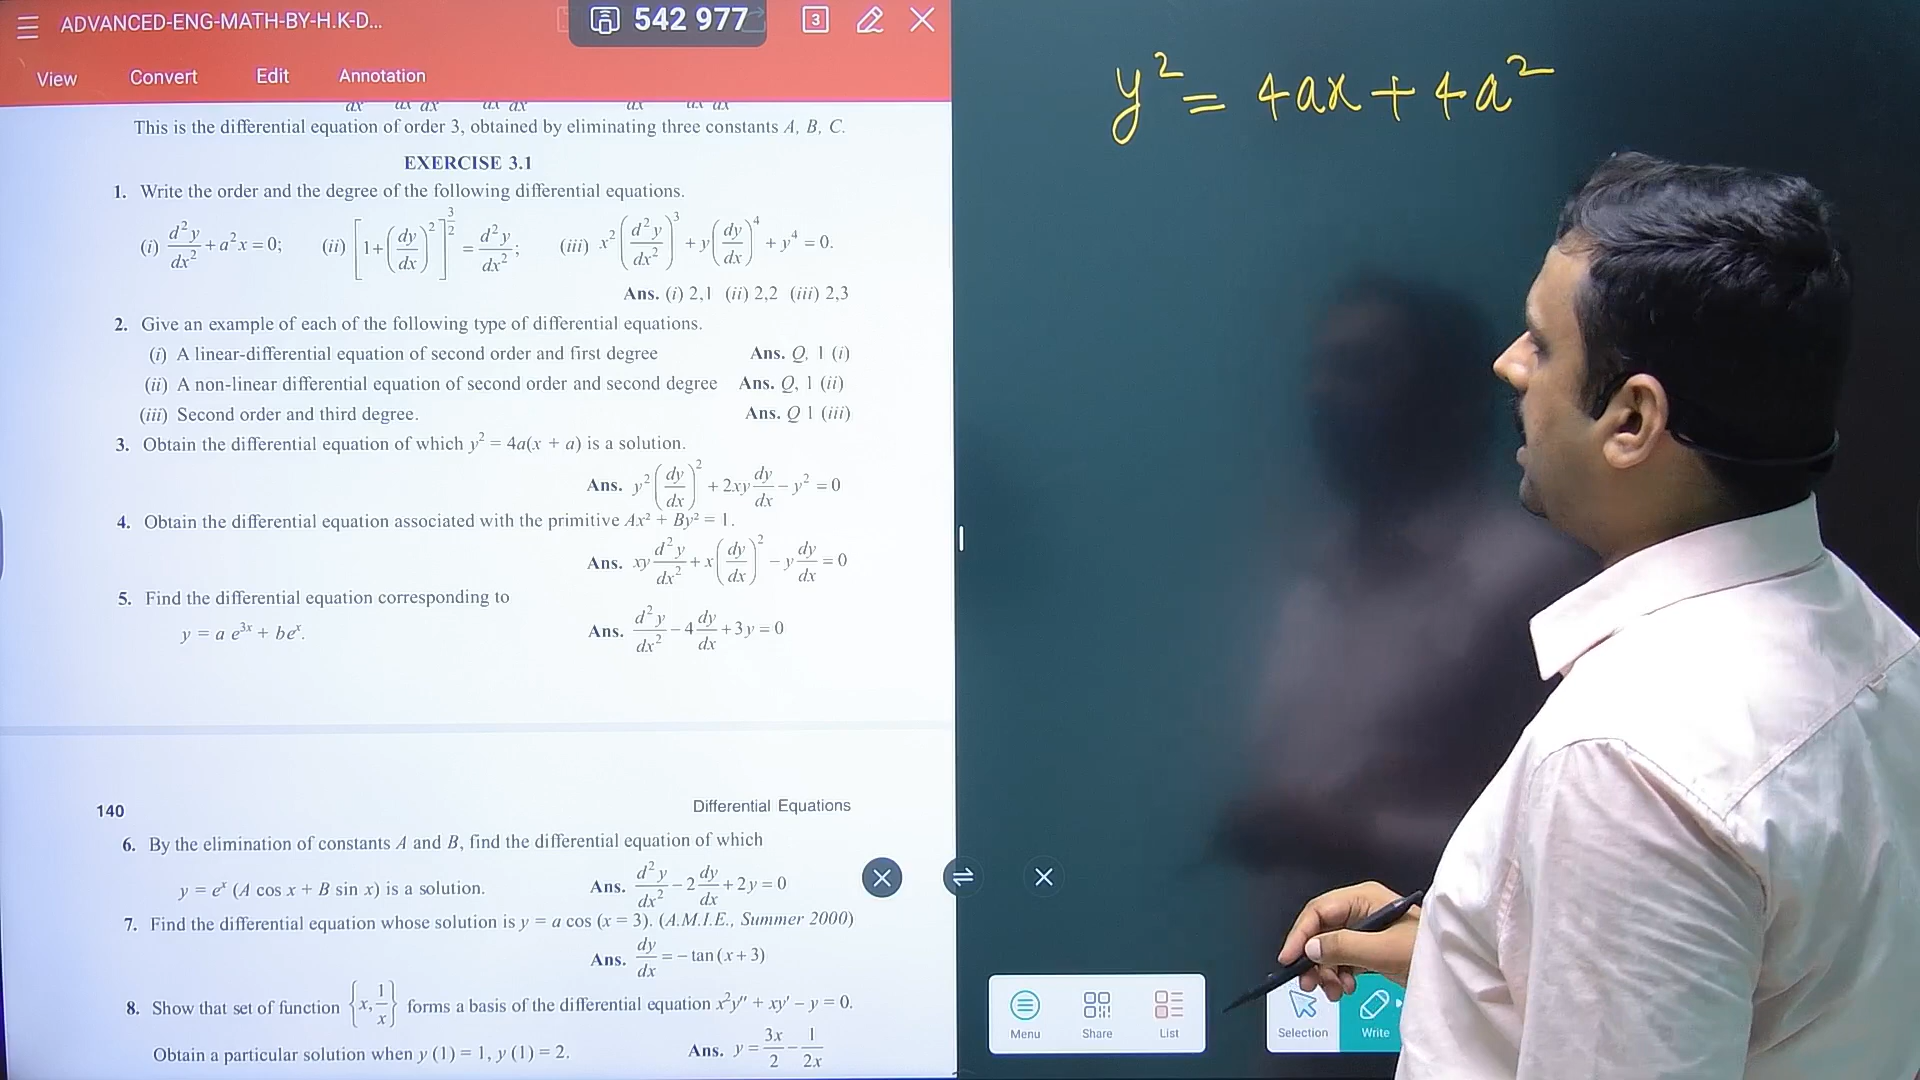 ADVANCED-ENG-MATH-BY-H.K-D...
542 977
3
View Convert Edit Annotation
This is the differential equation of order 3, obtained by eliminating three constants A, B, C.
EXERCISE 3.1
1. Write the order and the degree of the following differential equations.
(i) d²y/dx² + a²x = 0; (ii) [1+(dy/dx)²]^(3/2) = d²y/dx²; (iii) x²(d²y/dx²)³ + y(dy/dx)⁴ + y⁴ = 0.
Ans. (i) 2,1 (ii) 2,2 (iii) 2,3
2. Give an example of each of the following type of differential equations.
(i) A linear-differential equation of second order and first degree Ans. Q, 1 (i)
(ii) A non-linear differential equation of second order and second degree Ans. Q, 1 (ii)
(iii) Second order and third degree. Ans. Q 1 (iii)
3. Obtain the differential equation of which y² = 4a(x + a) is a solution.
Ans. y²(dy/dx)² + 2xy dy/dx − y² = 0
4. Obtain the differential equation associated with the primitive Ax² + By² = 1.
Ans. xy d²y/dx² + x(dy/dx)² − y dy/dx = 0
5. Find the differential equation corresponding to
y = a e³ˣ + beˣ. Ans. d²y/dx² − 4 dy/dx + 3y = 0
140 Differential Equations
6. By the elimination of constants A and B, find the differential equation of which
y = eˣ (A cos x + B sin x) is a solution. Ans. d²y/dx² − 2 dy/dx + 2y = 0
7. Find the differential equation whose solution is y = a cos (x = 3). (A.M.I.E., Summer 2000)
Ans. dy/dx = − tan (x + 3)
8. Show that set of function {x, 1/x} forms a basis of the differential equation x²y″ + xy′ − y = 0.
Obtain a particular solution when y (1) = 1, y (1) = 2. Ans. y = 3x/2 − 1/2x
y² = 4ax + 4a²
Menu Share List Selection Write